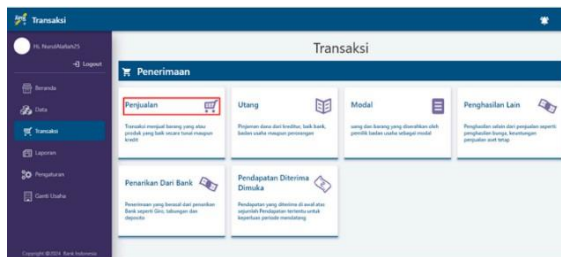 Transaksi
Hi, NurulNafian25
Logout
Beranda
Data
Transaksi
Laporan
Pengaturan
Ganti Usaha
Copyright ©2024 Bank Indonesia
Transaksi
Penerimaan
Penjualan
Transaksi menjual barang yang atau
produk yang baik secara tunai maupun
kredit
Utang
Pinjaman dana dari kreditur, baik bank,
badan usaha maupun perorangan
Modal
uang dan barang yang diserahkan oleh
pemilik badan usaha sebagai modal
Penghasilan Lain
Penghasilan selain dari penjualan seperti
penghasilan bunga, keuntungan
penjualan aset tetap
Penarikan Dari Bank
Penerimaan yang berasal dari penarikan
Bank seperti Giro, tabungan dan
deposito
Pendapatan Diterima
Dimuka
Pendapatan yang diterima di awal atas
sejumlah Pendapatan tertentu untuk
keperluan periode mendatang